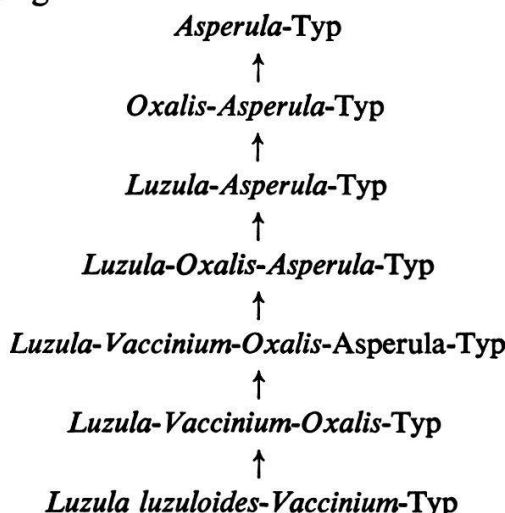 Asperula-Typ
↑
Oxalis-Asperula-Typ
↑
Luzula-Asperula-Typ
↑
Luzula-Oxalis-Asperula-Typ
↑
Luzula-Vaccinium-Oxalis-Asperula-Typ
↑
Luzula-Vaccinium-Oxalis-Typ
↑
Luzula luzuloides-Vaccinium-Typ